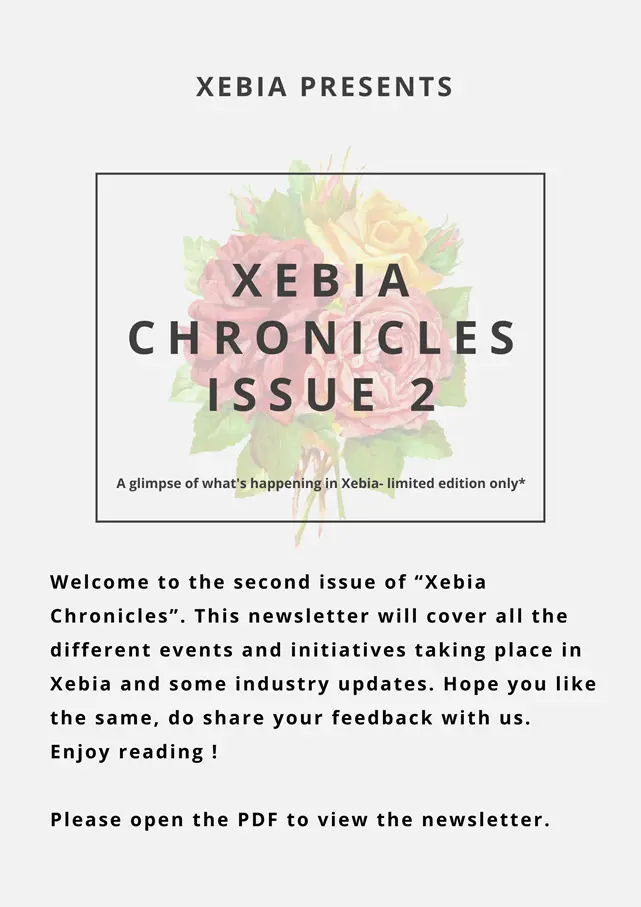 XEBIA PRESENTS
XEBIA
CHRONICLES
ISSUE 2
A glimpse of what's happening in Xebia- limited edition only*
Welcome to the second issue of “Xebia
Chronicles”. This newsletter will cover all the
different events and initiatives taking place in
Xebia and some industry updates. Hope you like
the same, do share your feedback with us.
Enjoy reading !
Please open the PDF to view the newsletter.